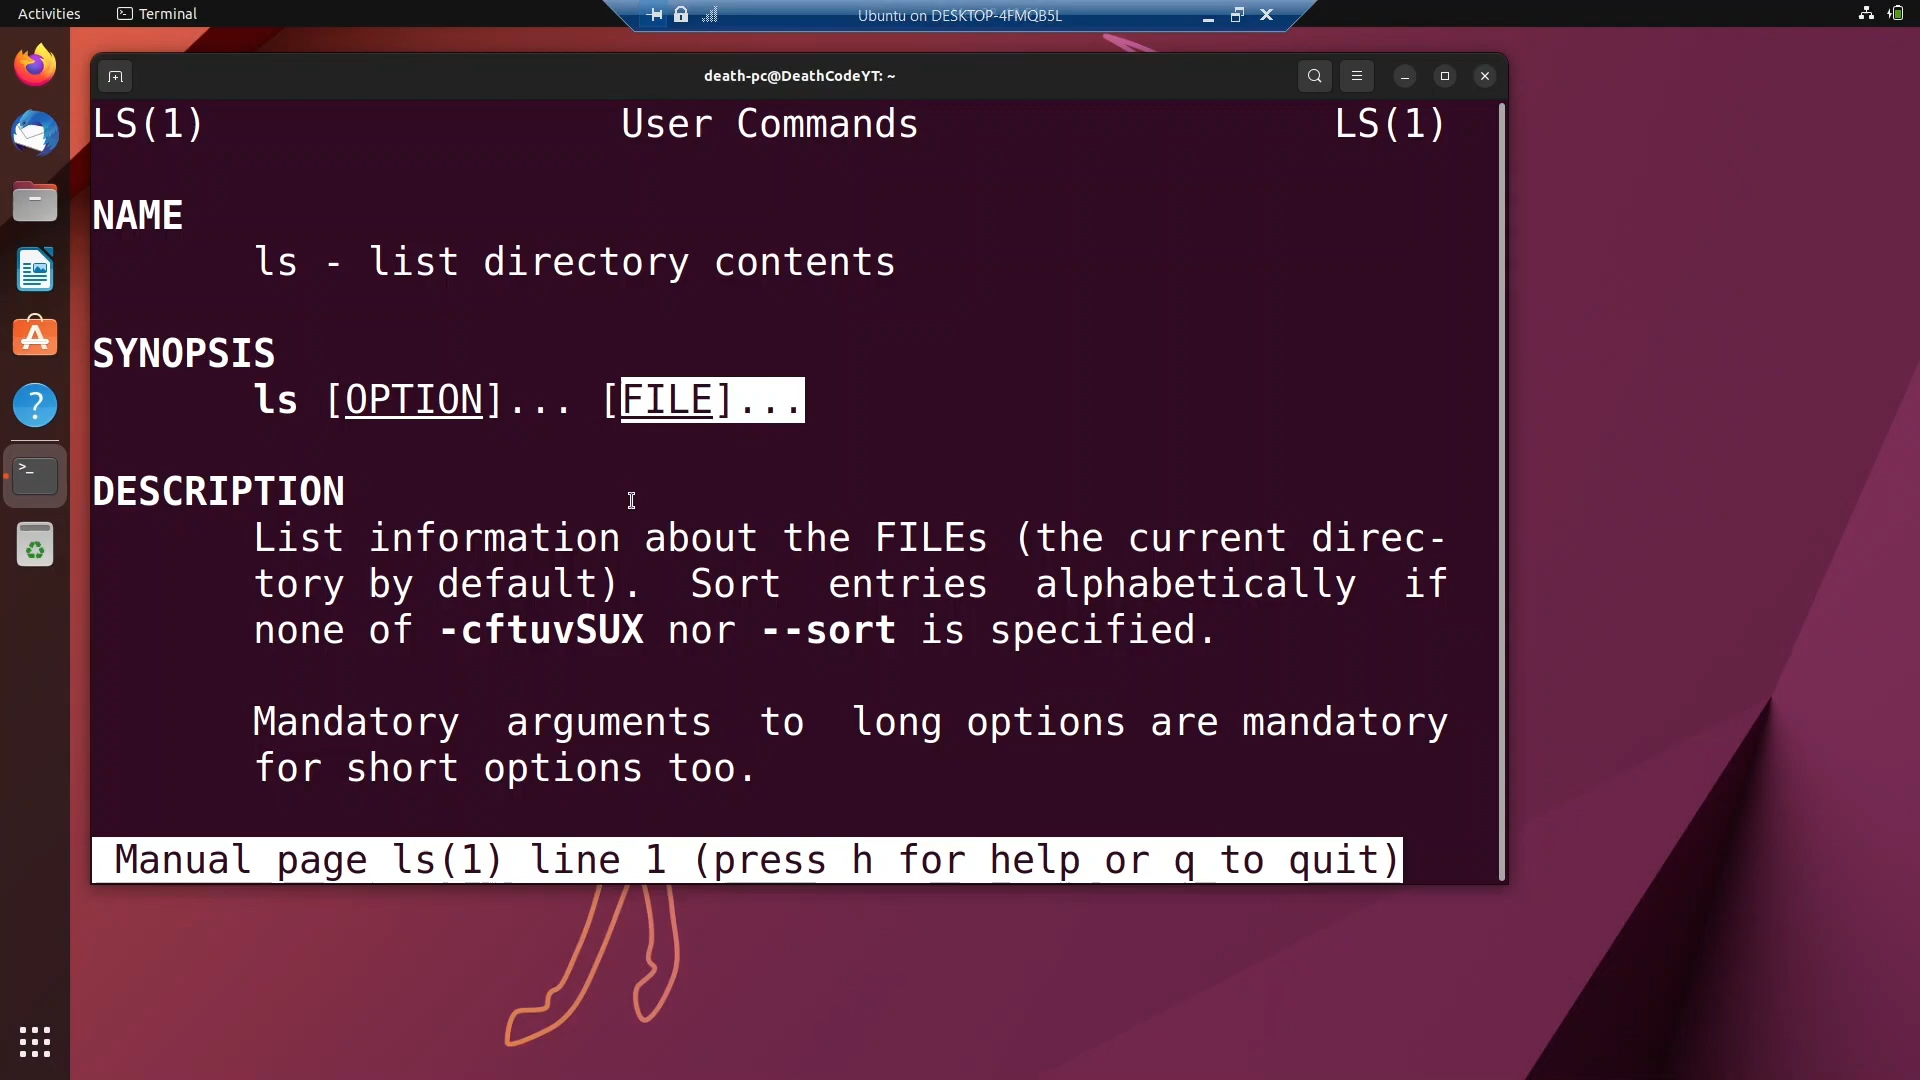 Activities
Terminal
Ubuntu on DESKTOP-4FMQB5L
death-pc@DeathCodeYT: ~
LS(1) User Commands LS(1)
NAME
ls - list directory contents
SYNOPSIS
ls [OPTION]... [FILE]...
DESCRIPTION
List information about the FILEs (the current direc-
tory by default). Sort entries alphabetically if
none of -cftuvSUX nor --sort is specified.
Mandatory arguments to long options are mandatory
for short options too.
Manual page ls(1) line 1 (press h for help or q to quit)